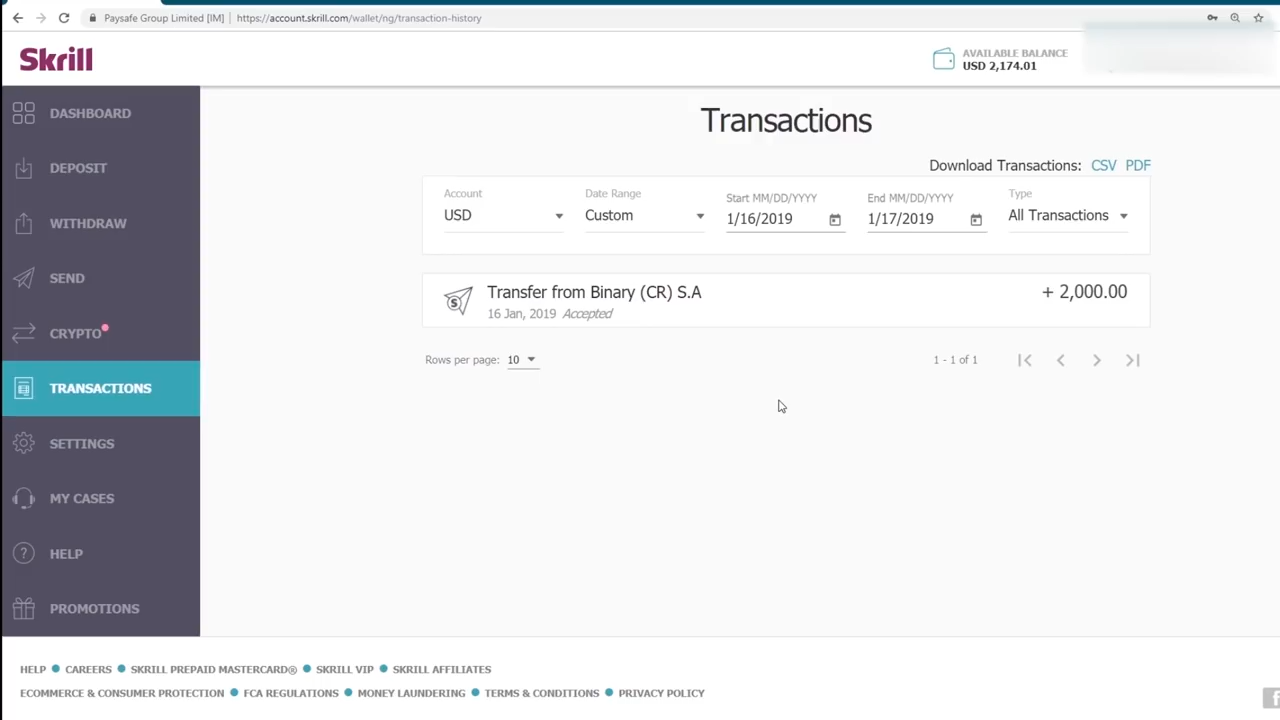 Paysafe Group Limited [IM] | https://account.skrill.com/wallet/ng/transaction-history
Skrill
AVAILABLE BALANCE
USD 2,174.01
DASHBOARD
DEPOSIT
WITHDRAW
SEND
CRYPTO
TRANSACTIONS
SETTINGS
MY CASES
HELP
PROMOTIONS
Transactions
Download Transactions: CSV PDF
Account Date Range Start MM/DD/YYYY End MM/DD/YYYY Type
USD Custom 1/16/2019 1/17/2019 All Transactions
Transfer from Binary (CR) S.A + 2,000.00
16 Jan, 2019 Accepted
Rows per page: 10 1 - 1 of 1
HELP CAREERS SKRILL PREPAID MASTERCARD® SKRILL VIP SKRILL AFFILIATES
ECOMMERCE & CONSUMER PROTECTION FCA REGULATIONS MONEY LAUNDERING TERMS & CONDITIONS PRIVACY POLICY